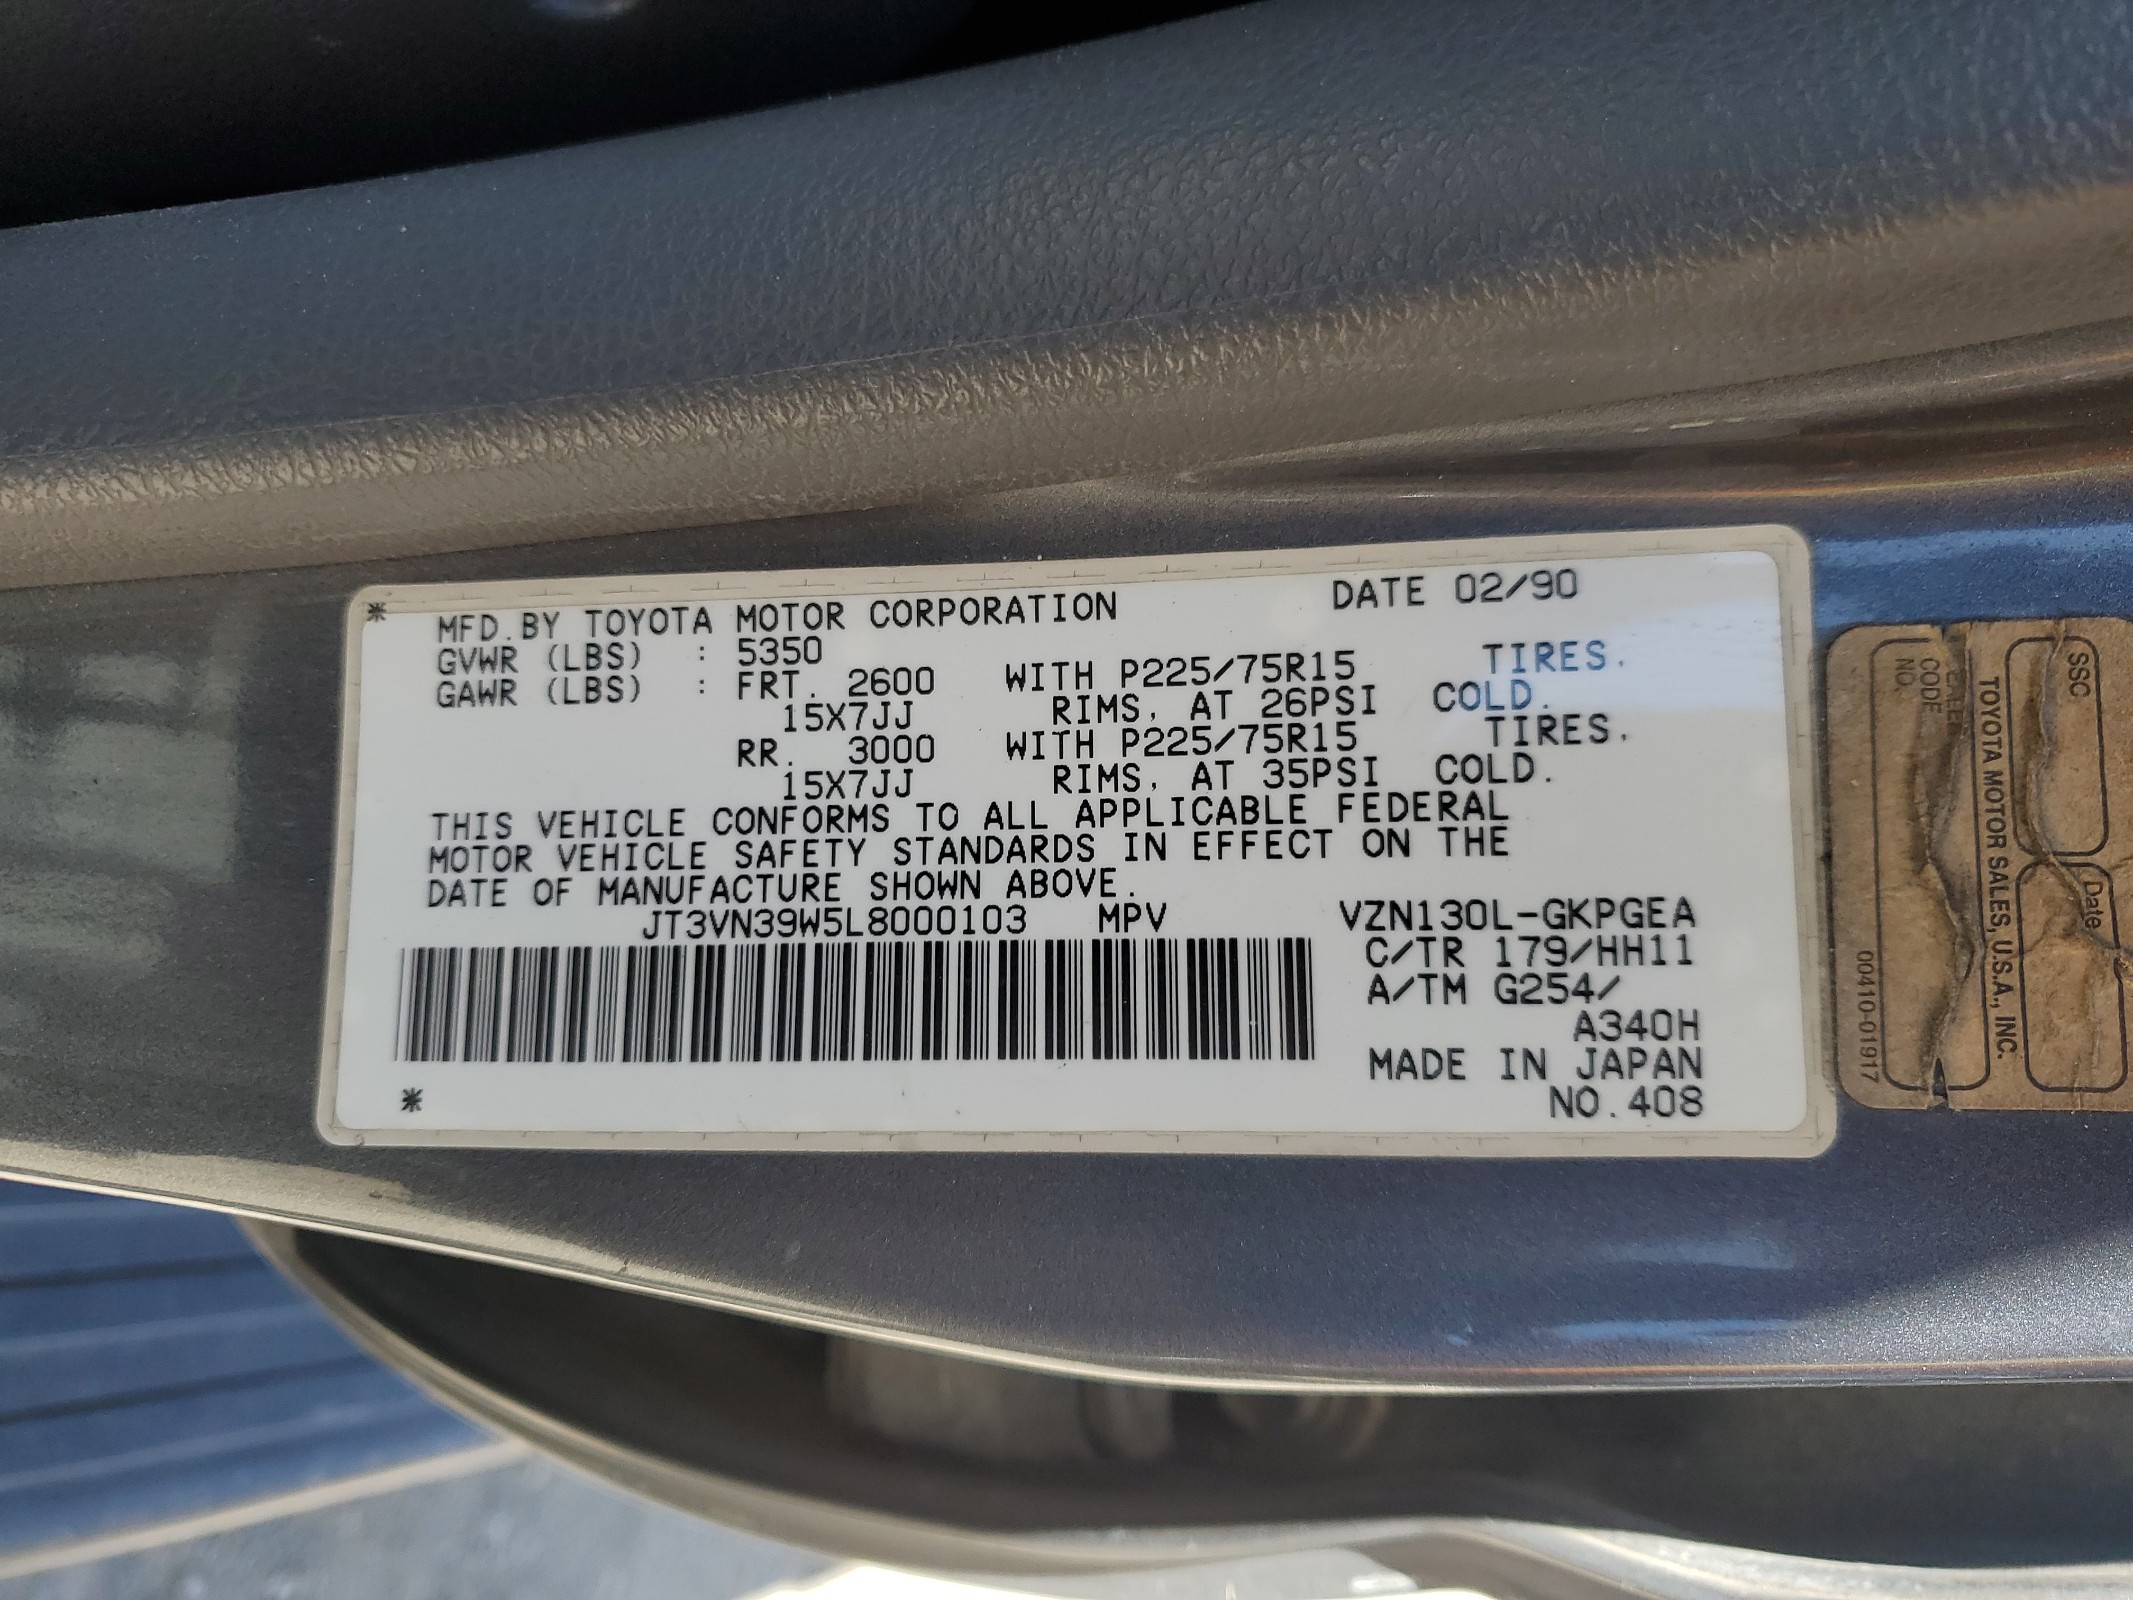 *
MFD.BY TOYOTA MOTOR CORPORATION DATE 02/90
GVWR (LBS) : 5350
GAWR (LBS) : FRT. 2600 WITH P225/75R15 TIRES.
15X7JJ RIMS, AT 26PSI COLD.
RR. 3000 WITH P225/75R15 TIRES.
15X7JJ RIMS, AT 35PSI COLD.
THIS VEHICLE CONFORMS TO ALL APPLICABLE FEDERAL
MOTOR VEHICLE SAFETY STANDARDS IN EFFECT ON THE
DATE OF MANUFACTURE SHOWN ABOVE.
JT3VN39W5L8000103 MPV VZN130L-GKPGEA
C/TR 179/HH11
A/TM G254/
A340H
MADE IN JAPAN
*
NO.408
SSC
Date
TOYOTA MOTOR SALES, U.S.A., INC.
CODE
NO.
00410-01917